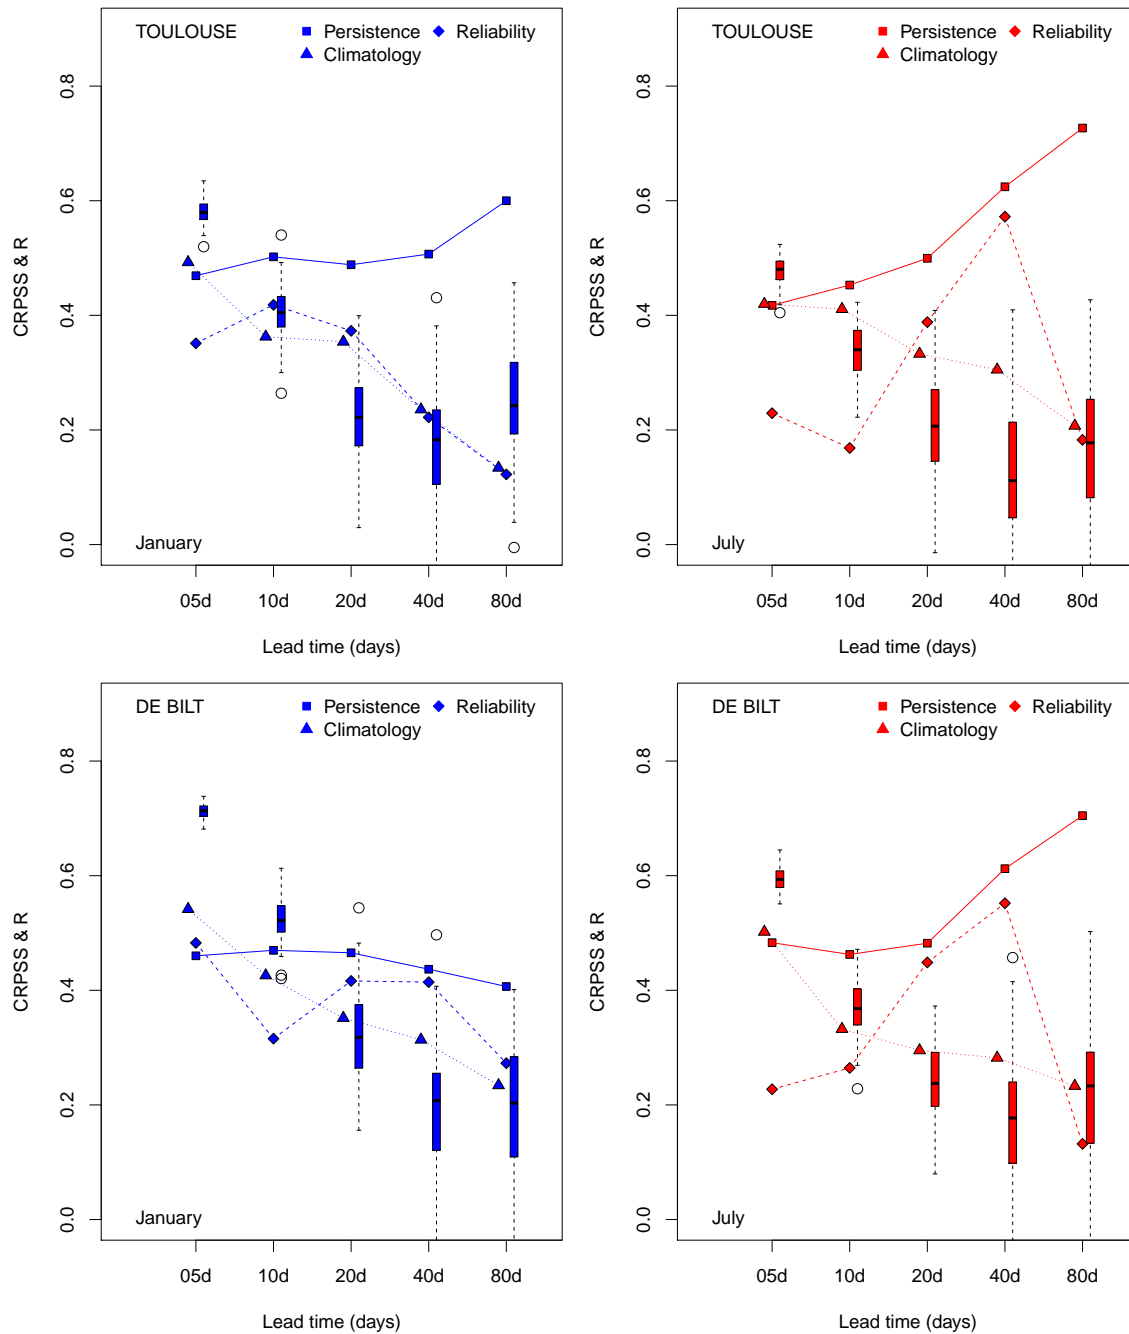 TOULOUSE
Persistence
Reliability
Climatology
CRPSS & R
0.8
0.6
0.4
0.2
0.0
January
05d 10d 20d 40d 80d
Lead time (days)
TOULOUSE
Persistence
Reliability
Climatology
CRPSS & R
0.8
0.6
0.4
0.2
0.0
July
05d 10d 20d 40d 80d
Lead time (days)
DE BILT
Persistence
Reliability
Climatology
CRPSS & R
0.8
0.6
0.4
0.2
0.0
January
05d 10d 20d 40d 80d
Lead time (days)
DE BILT
Persistence
Reliability
Climatology
CRPSS & R
0.8
0.6
0.4
0.2
0.0
July
05d 10d 20d 40d 80d
Lead time (days)